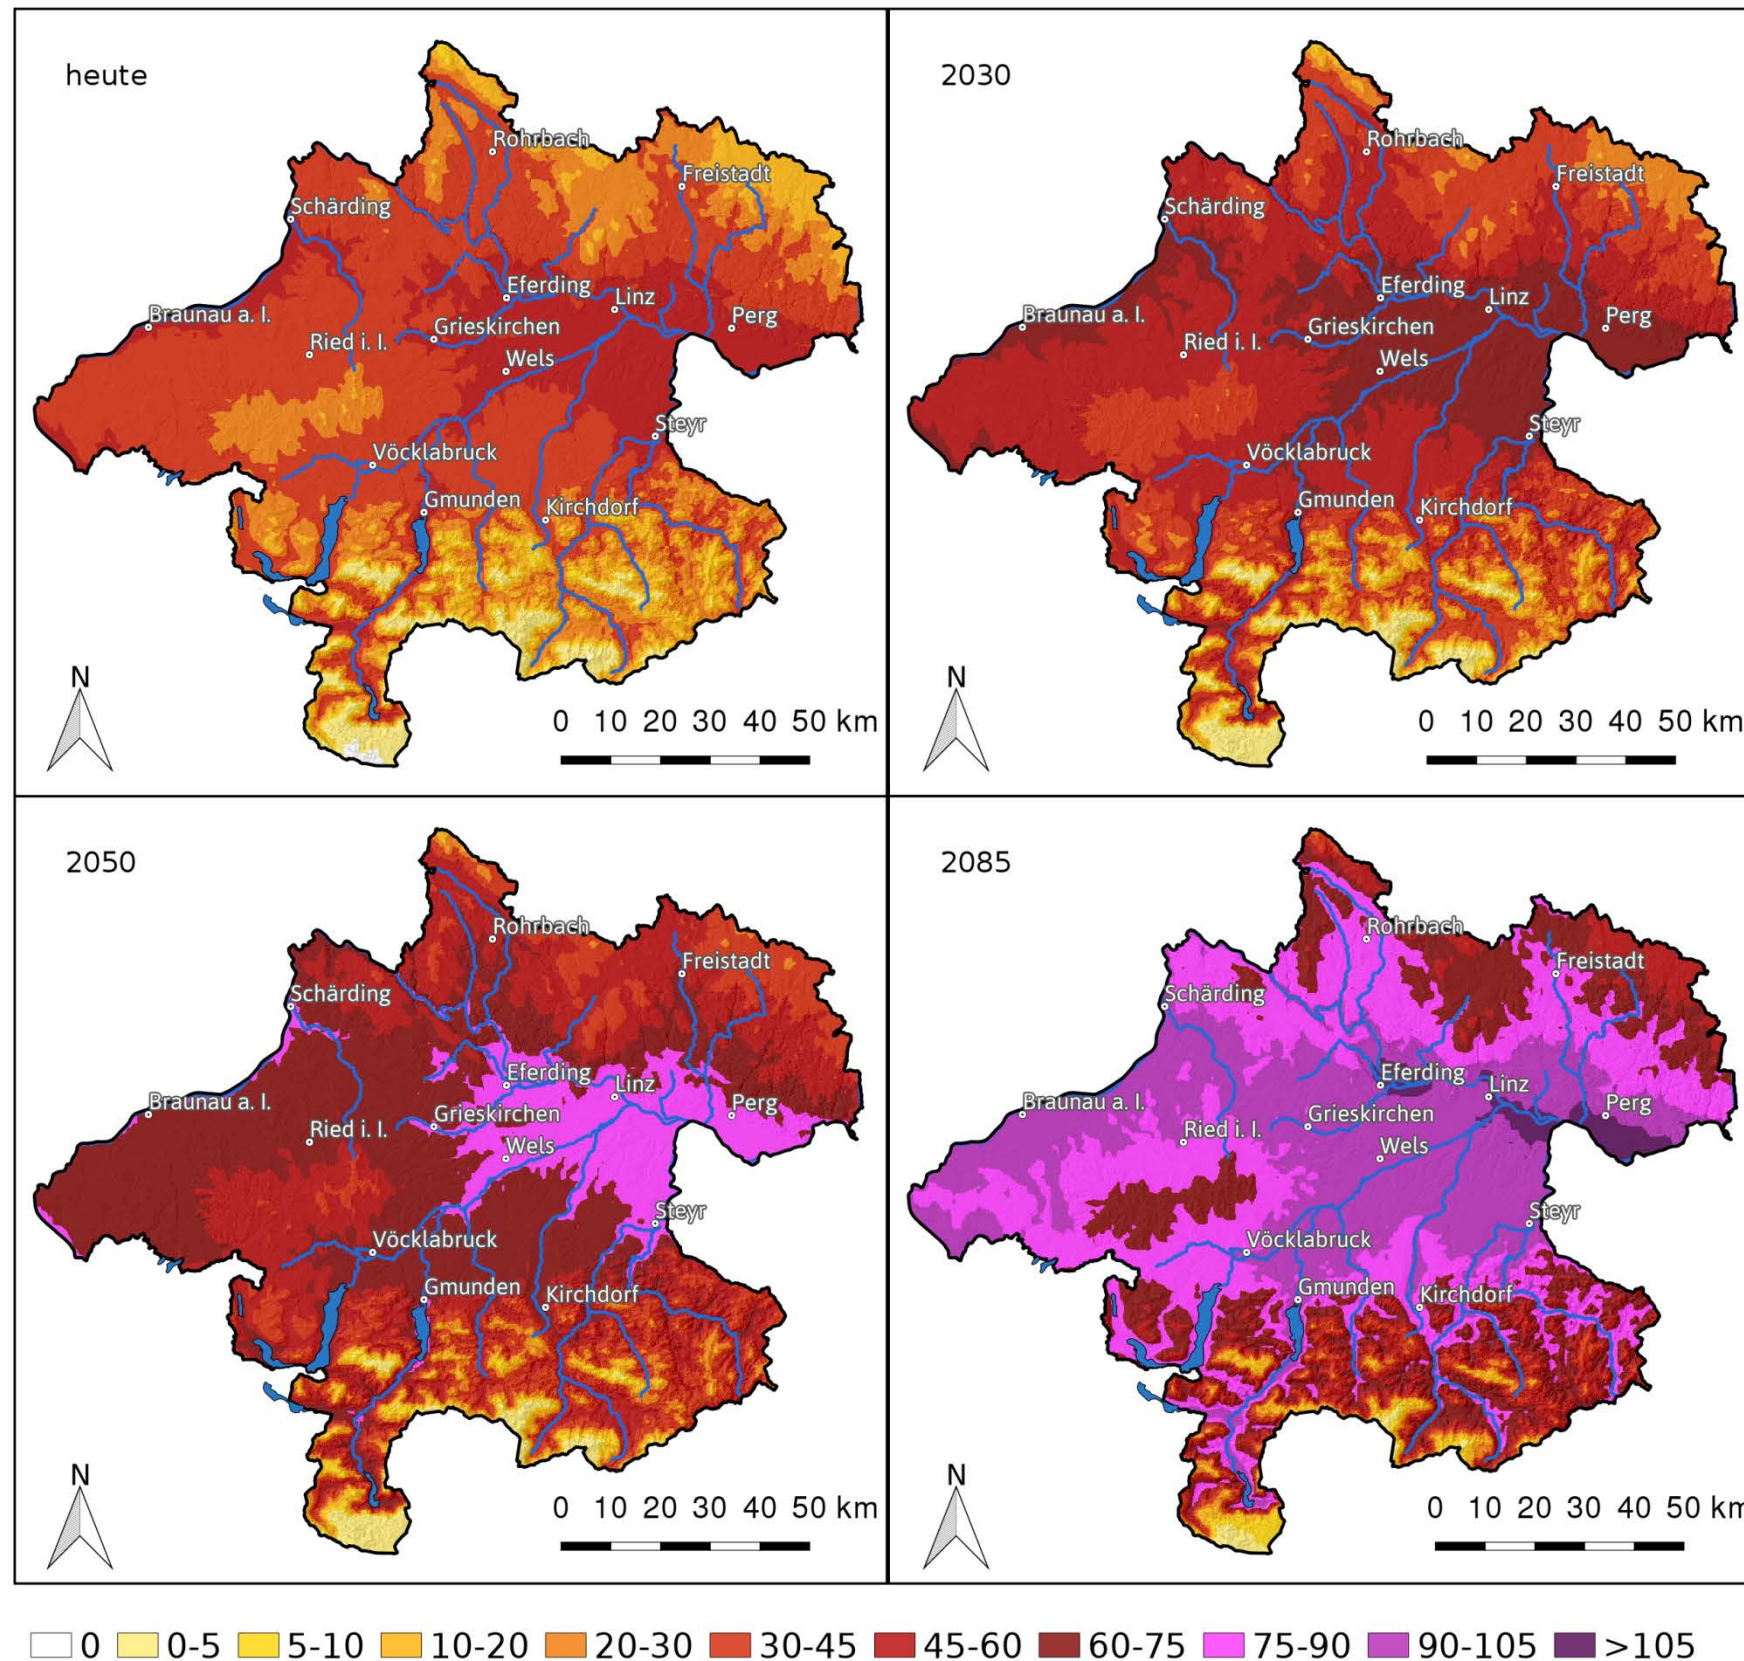 heute
Rohrbach
Freistadt
Schärding
Eferding
Linz
Braunau a. I.
Grieskirchen
Perg
Ried i. I.
Wels
Steyr
Vöcklabruck
Gmunden
Kirchdorf
N
0 10 20 30 40 50 km
2030
Rohrbach
Freistadt
Schärding
Eferding
Linz
Braunau a. I.
Grieskirchen
Perg
Ried i. I.
Wels
Steyr
Vöcklabruck
Gmunden
Kirchdorf
N
0 10 20 30 40 50 km
2050
Rohrbach
Freistadt
Schärding
Eferding
Linz
Braunau a. I.
Grieskirchen
Perg
Ried i. I.
Wels
Steyr
Vöcklabruck
Gmunden
Kirchdorf
N
0 10 20 30 40 50 km
2085
Rohrbach
Freistadt
Schärding
Eferding
Linz
Braunau a. I.
Grieskirchen
Perg
Ried i. I.
Wels
Steyr
Vöcklabruck
Gmunden
Kirchdorf
N
0 10 20 30 40 50 km
0 0-5 5-10 10-20 20-30 30-45 45-60 60-75 75-90 90-105 >105